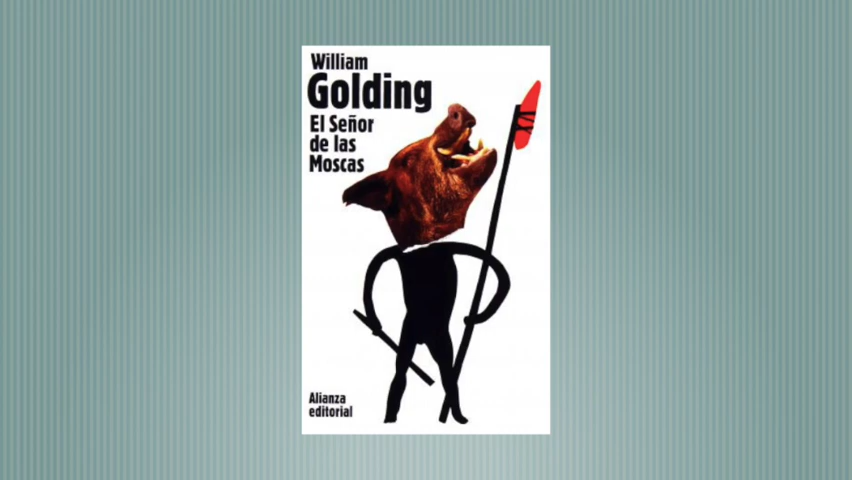 William
Golding
El Señor
de las
Moscas
Alianza
editorial